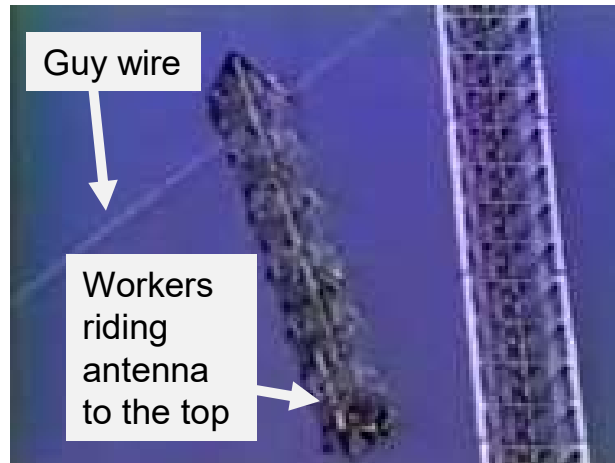 Guy wire
Workers
riding
antenna
to the top